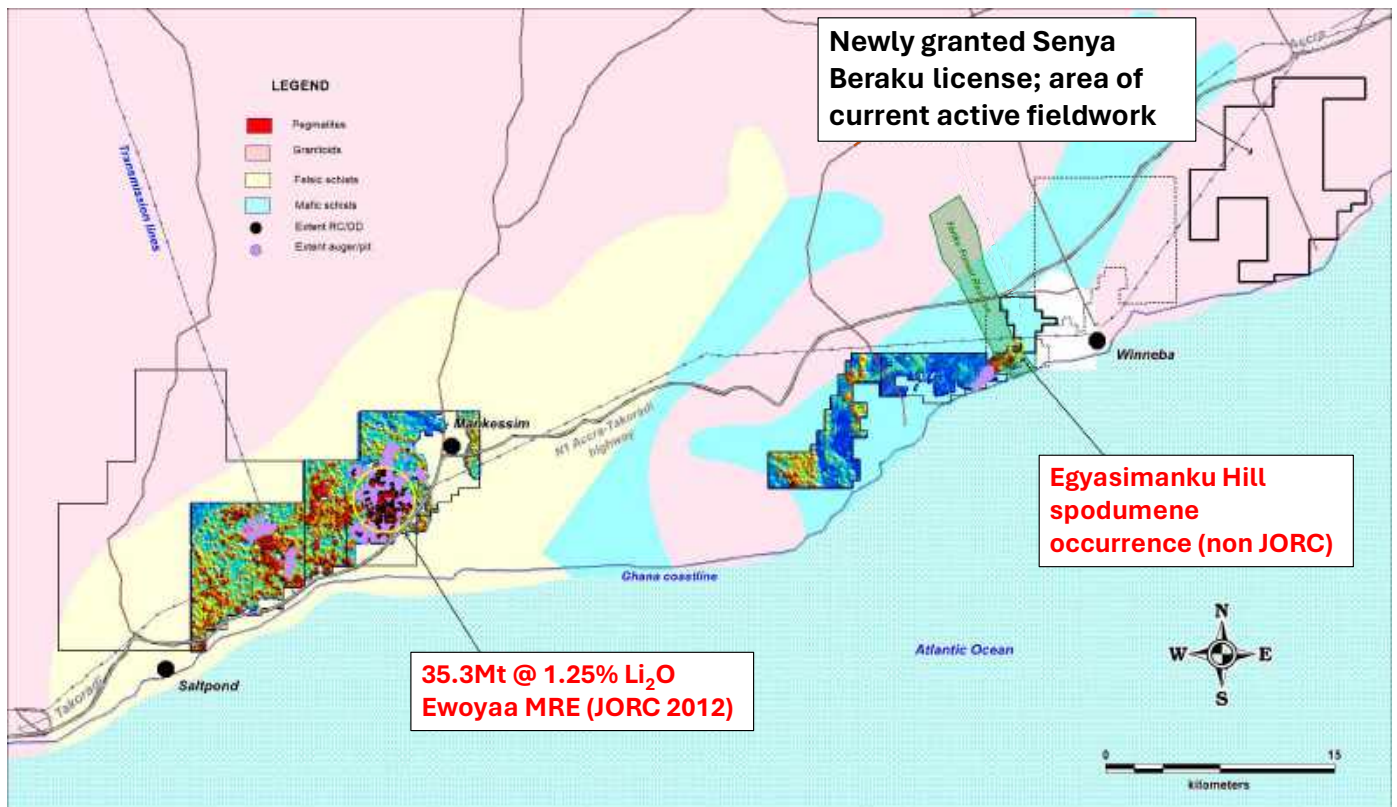 Newly granted Senya
Beraku license; area of
current active fieldwork
Accra
LEGEND
Pegmatites
Granitoids
Felsic schists
Mafic schists
Extent RC/DD
Extent auger/pit
Transmission lines
Winneba
Mankessim
N1 Accra-Takoradi
highway
Egyasimanku Hill
spodumene
occurrence (non JORC)
Ghana coastline
Atlantic Ocean
35.3Mt @ 1.25% Li₂O
Ewoyaa MRE (JORC 2012)
Saltpond
Takoradi
N
W E
S
0 15
kilometers